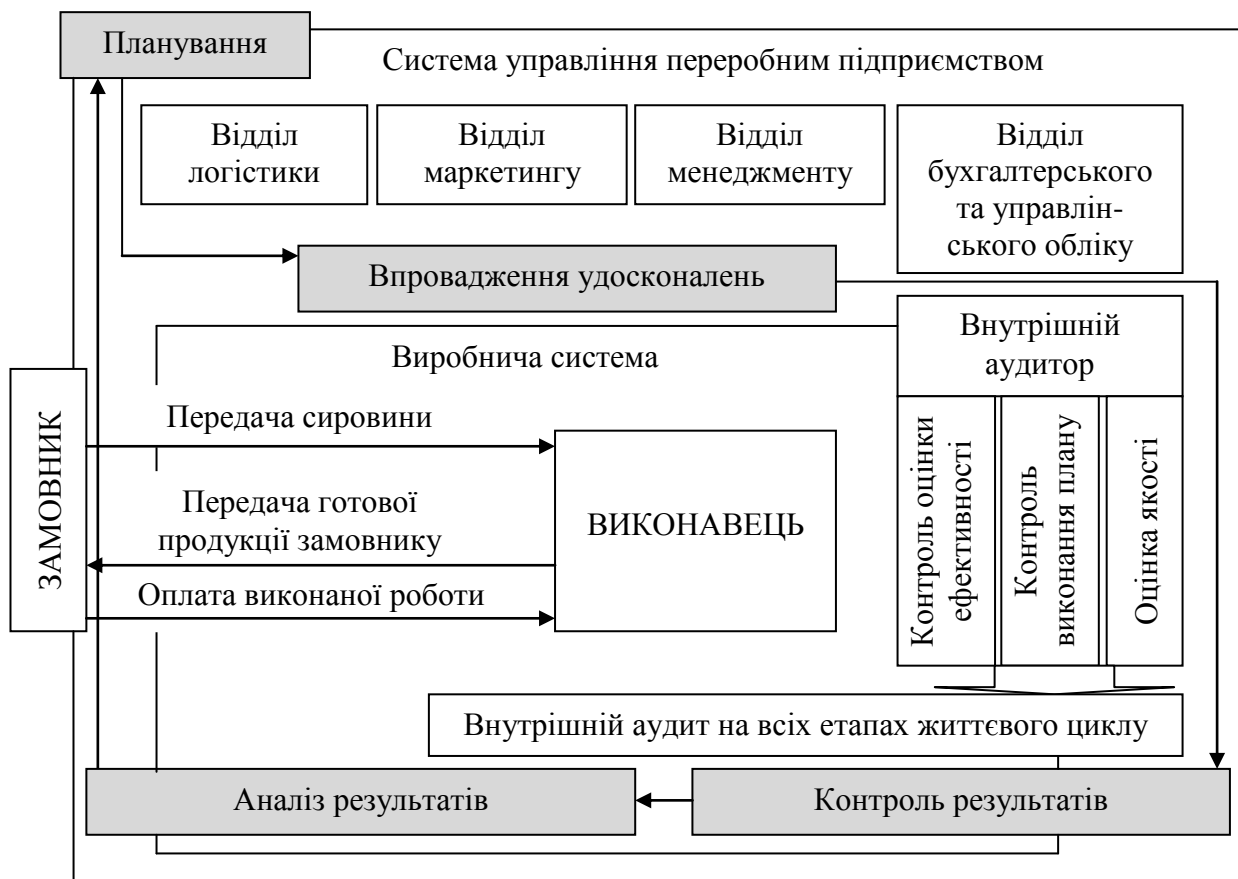 Планування
Система управління переробним підприємством
Відділ
логістики
Відділ
маркетингу
Відділ
менеджменту
Відділ
бухгалтерського
та управлін-
ського обліку
Впровадження удосконалень
Внутрішній
аудитор
Виробнича система
ЗАМОВНИК
Передача сировини
Передача готової
продукції замовнику
Оплата виконаної роботи
ВИКОНАВЕЦЬ
Контроль оцінки
ефективності
Контроль
виконання плану
Оцінка якості
Внутрішній аудит на всіх етапах життєвого циклу
Аналіз результатів
Контроль результатів